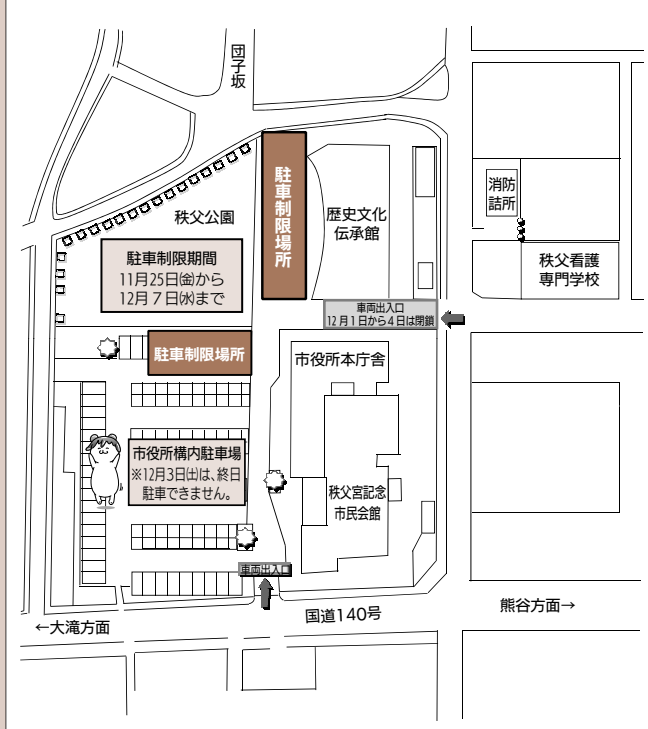 団子坂
駐車制限場所
消防
詰所
歴史文化
伝承館
秩父公園
駐車制限期間
11月25日㈮から
12月7日㈬まで
秩父看護
専門学校
車両出入口
12月1日から4日は閉鎖
駐車制限場所
市役所本庁舎
市役所構内駐車場
※12月3日㈯は、終日
駐車できません。
秩父宮記念
市民会館
車両出入口
国道140号
熊谷方面→
←大滝方面